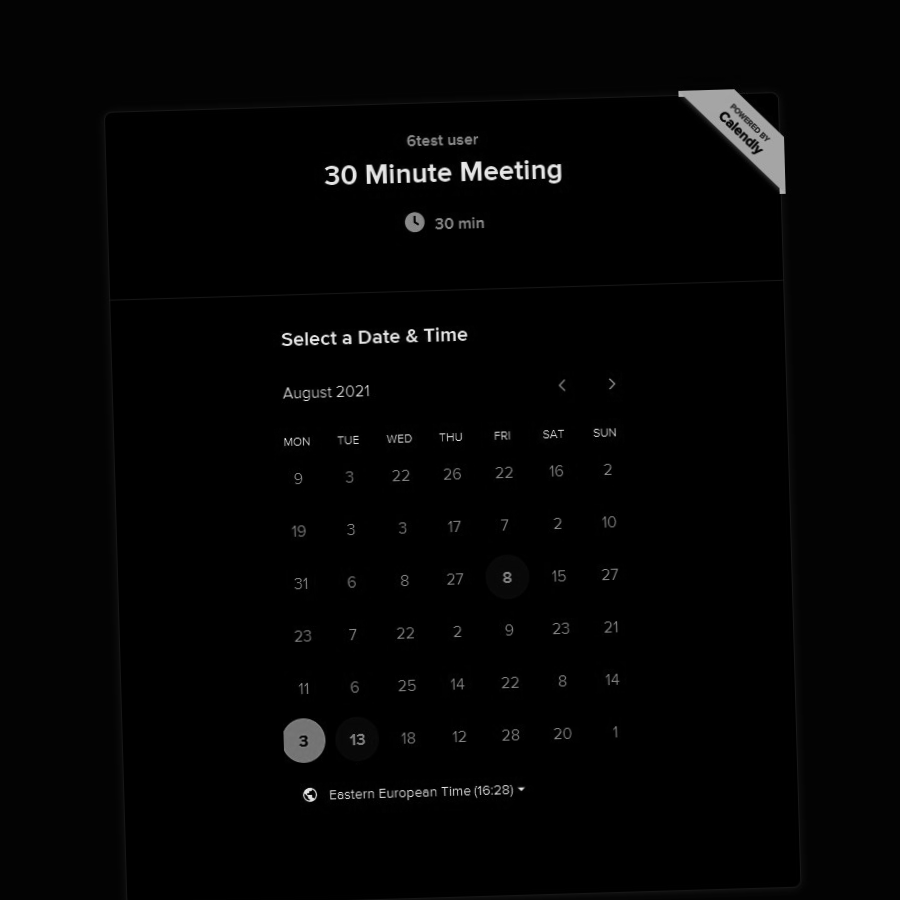 POWERED BY
Calendly
6test user
30 Minute Meeting
30 min
Select a Date & Time
August 2021
MON TUE WED THU FRI SAT SUN
9 3 22 26 22 16 2
19 3 3 17 7 2 10
31 6 8 27 8 15 27
23 7 22 2 9 23 21
11 6 25 14 22 8 14
3 13 18 12 28 20 1
Eastern European Time (16:28)